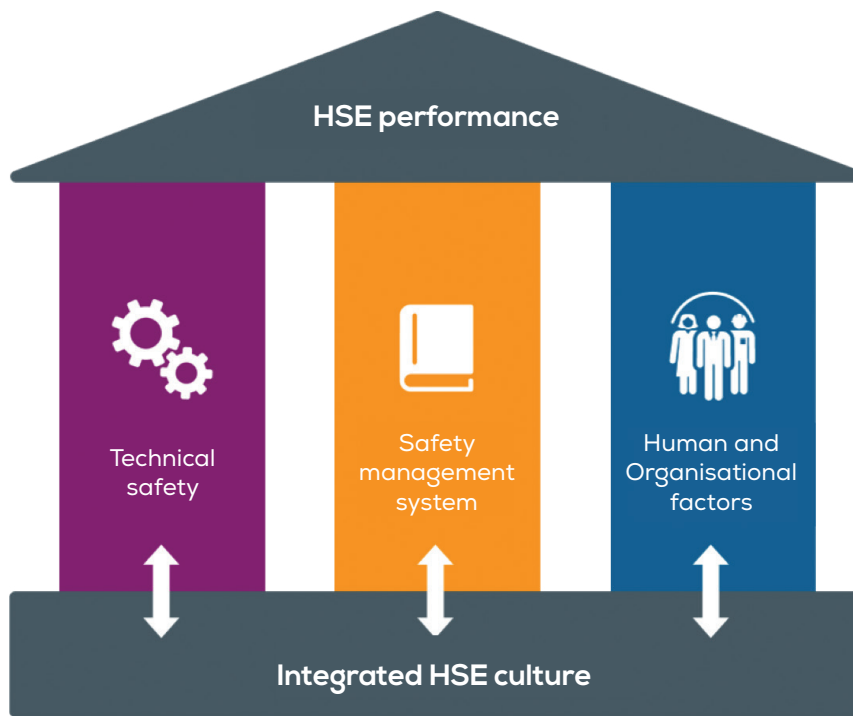 HSE performance
Technical
safety
Safety
management
system
Human and
Organisational
factors
Integrated HSE culture